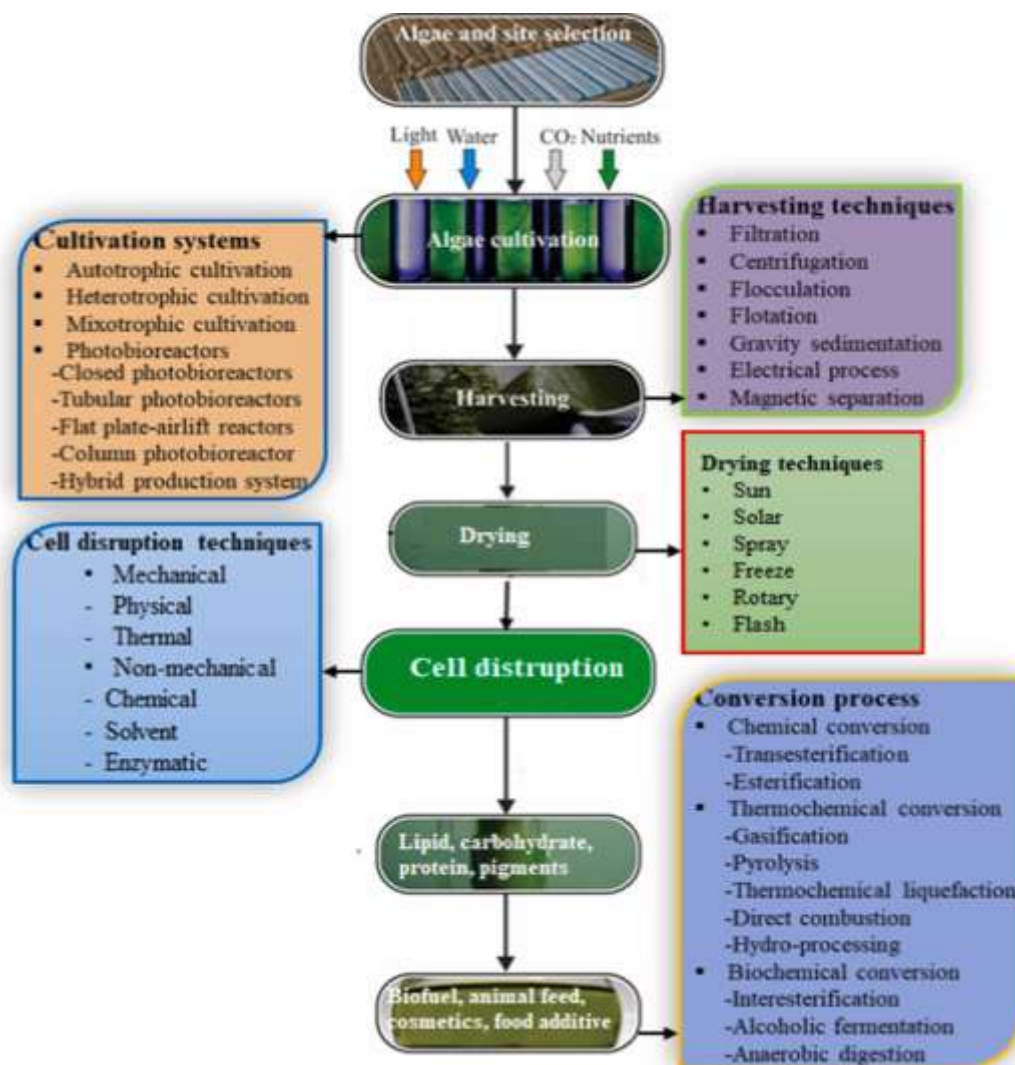 Algae and site selection
Light Water CO₂ Nutrients
Algae cultivation
Cultivation systems
▪ Autotrophic cultivation
▪ Heterotrophic cultivation
▪ Mixotrophic cultivation
▪ Photobioreactors
-Closed photobioreactors
-Tubular photobioreactors
-Flat plate-airlift reactors
-Column photobioreactor
-Hybrid production system
Harvesting techniques
▪ Filtration
▪ Centrifugation
▪ Flocculation
▪ Flotation
▪ Gravity sedimentation
▪ Electrical process
▪ Magnetic separation
Harvesting
Drying techniques
• Sun
• Solar
• Spray
• Freeze
• Rotary
• Flash
Drying
Cell disruption techniques
• Mechanical
- Physical
- Thermal
• Non-mechanical
- Chemical
- Solvent
- Enzymatic
Cell distruption
Conversion process
▪ Chemical conversion
-Transesterification
-Esterification
▪ Thermochemical conversion
-Gasification
-Pyrolysis
-Thermochemical liquefaction
-Direct combustion
-Hydro-processing
▪ Biochemical conversion
-Interesterification
-Alcoholic fermentation
-Anaerobic digestion
Lipid, carbohydrate,
protein, pigments
Biofuel, animal feed,
cosmetics, food additive